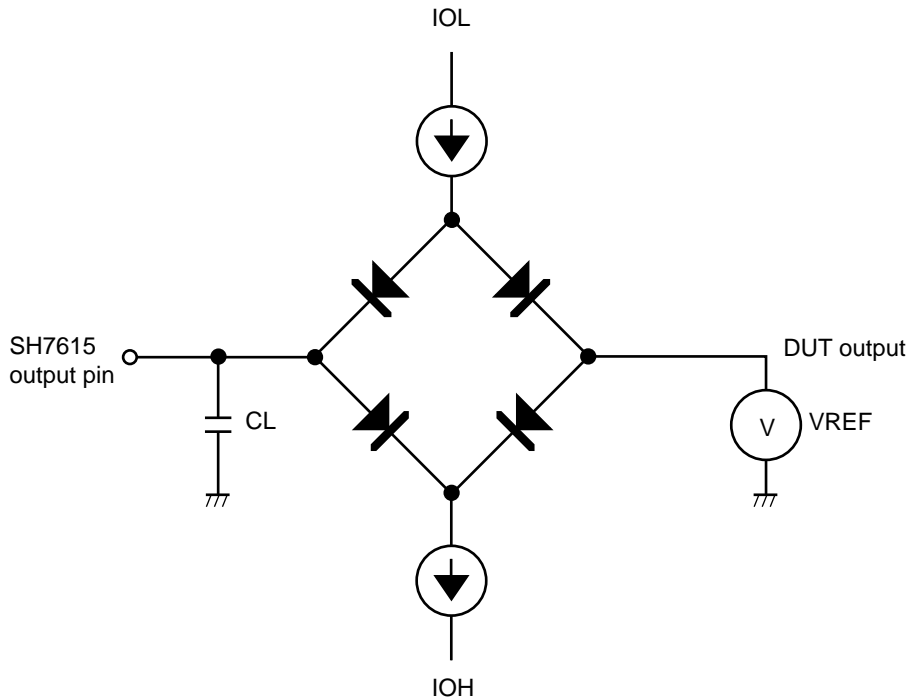 IOL
SH7615
output pin
CL
DUT output
V
VREF
IOH